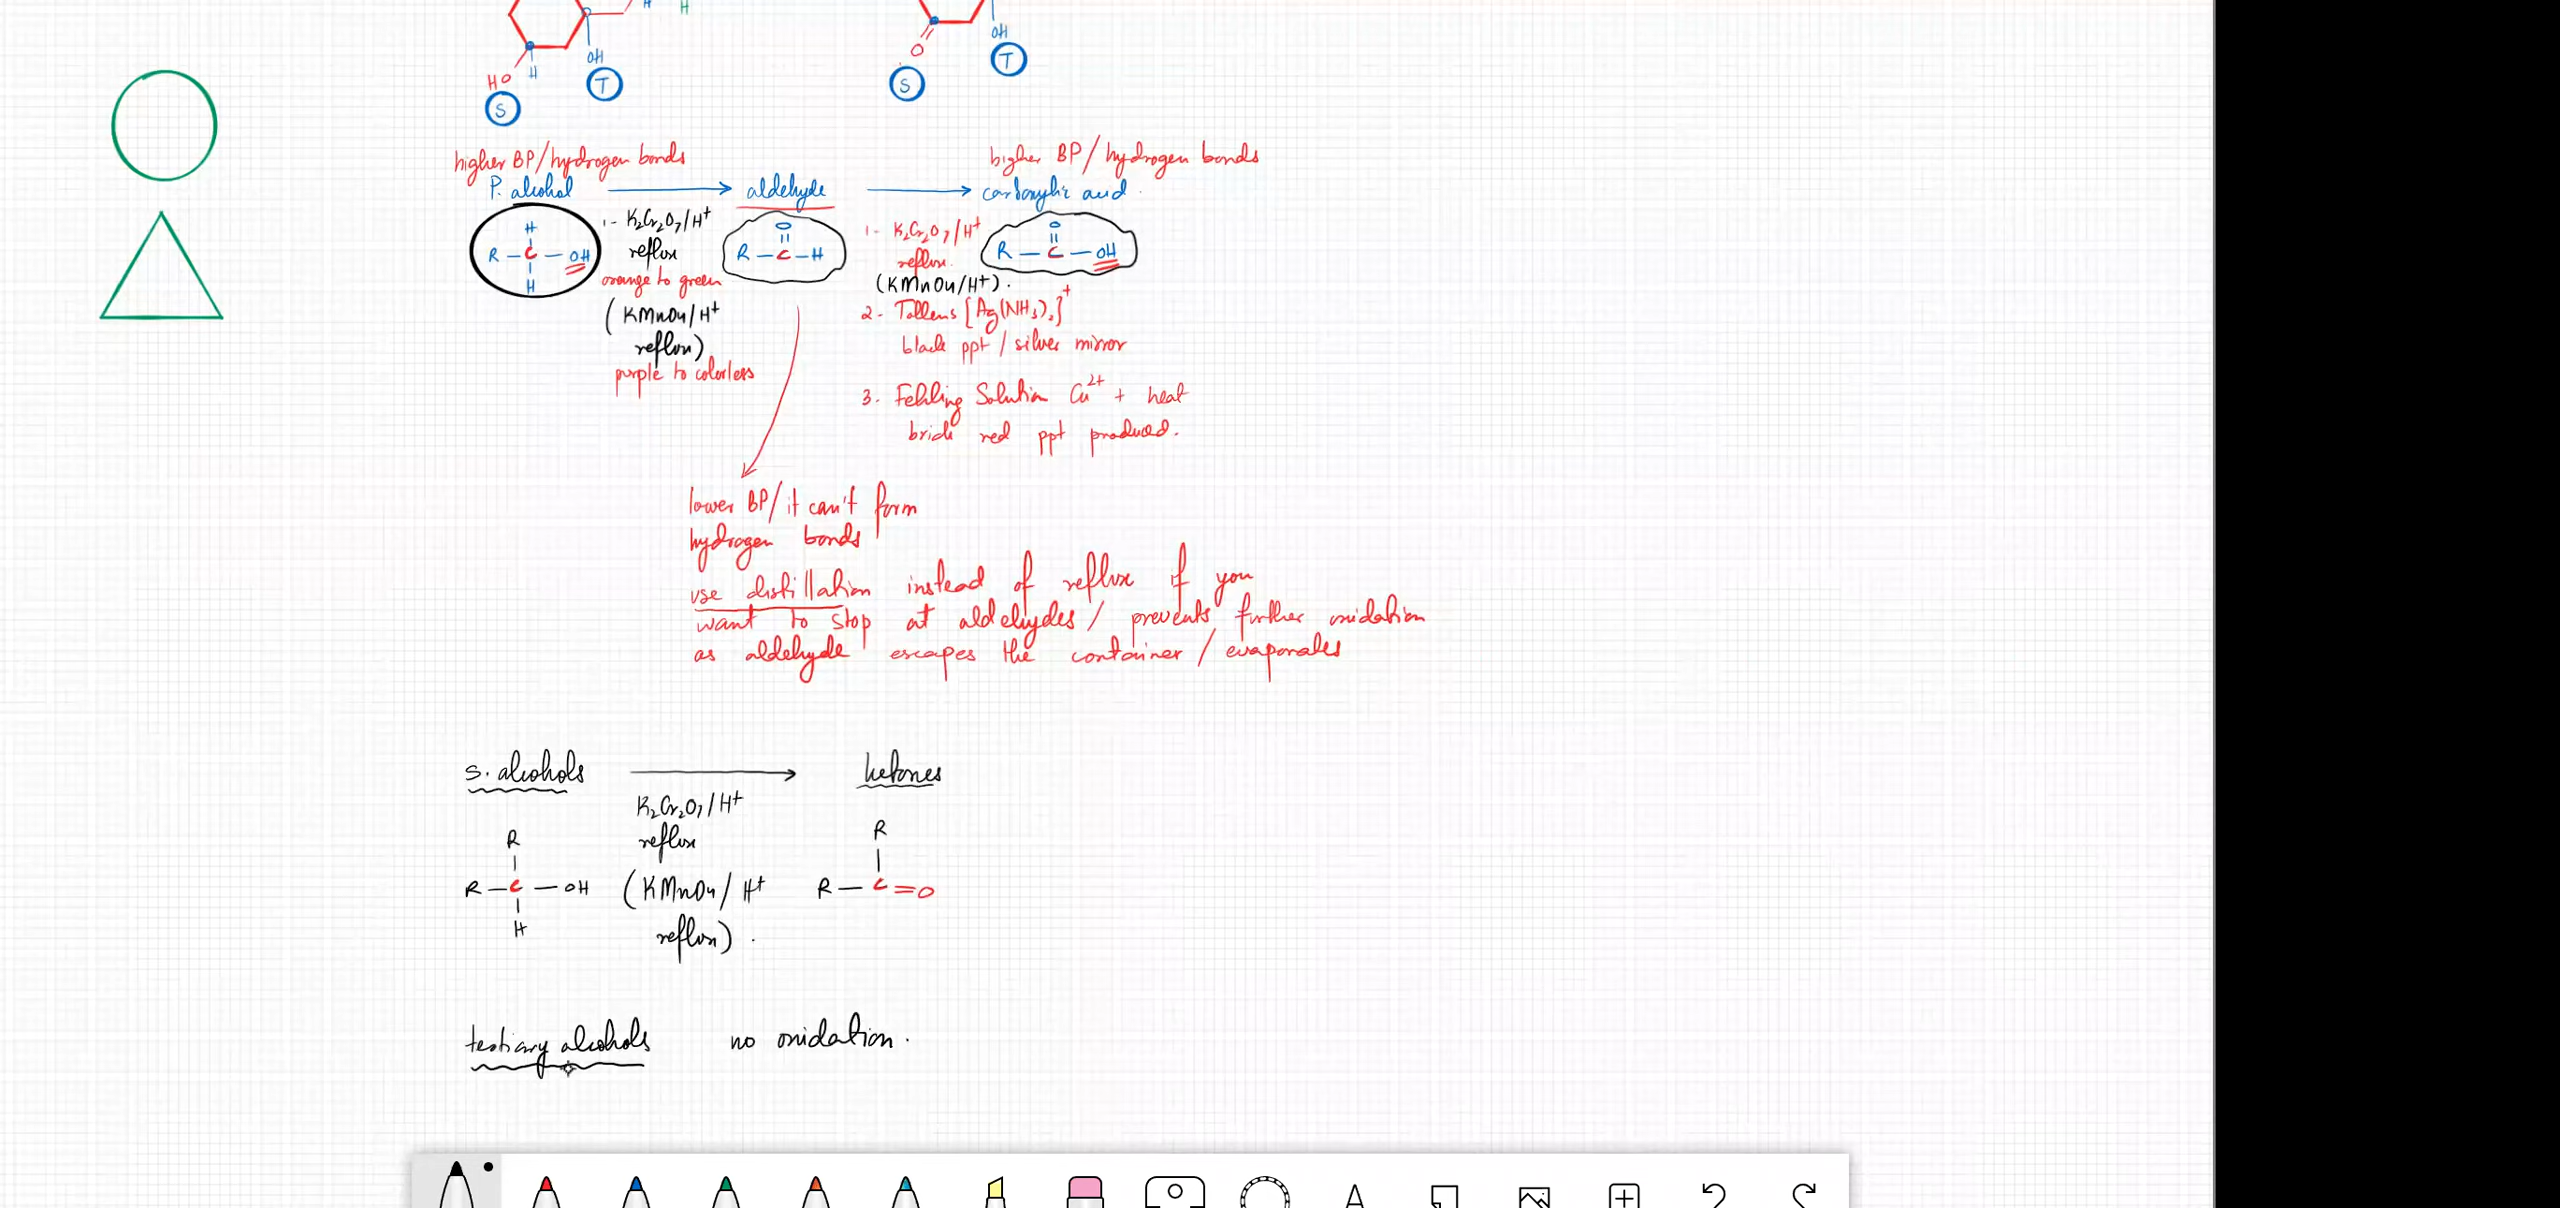 H
H
OH
HO
H
T
S
O
OH
T
S
higher BP/hydrogen bonds
P. alcohol
aldehyde
higher BP/hydrogen bonds
carboxylic acid.
H
R - C - OH
H
1- K₂Cr₂O₇/H⁺
reflux
orange to green
(KMnO₄/H⁺
reflux)
purple to colorless
O
R - C - H
1- K₂Cr₂O₇/H⁺
reflux.
(KMnO₄/H⁺).
O
R - C - OH
2- Tollens [Ag(NH₃)₂]⁺
black ppt / silver mirror
3. Fehling Solution Cu²⁺ + heat
brick red ppt produced.
lower BP/it can't form
hydrogen bonds
use distillation instead of reflux if you
want to stop at aldehydes / prevents further oxidation
as aldehyde escapes the container / evaporates
s. alcohols
ketones
K₂Cr₂O₇/H⁺
reflux
(KMnO₄/H⁺
reflux).
R
R - C - OH
H
R
R - C = O
tertiary alcohols no oxidation.